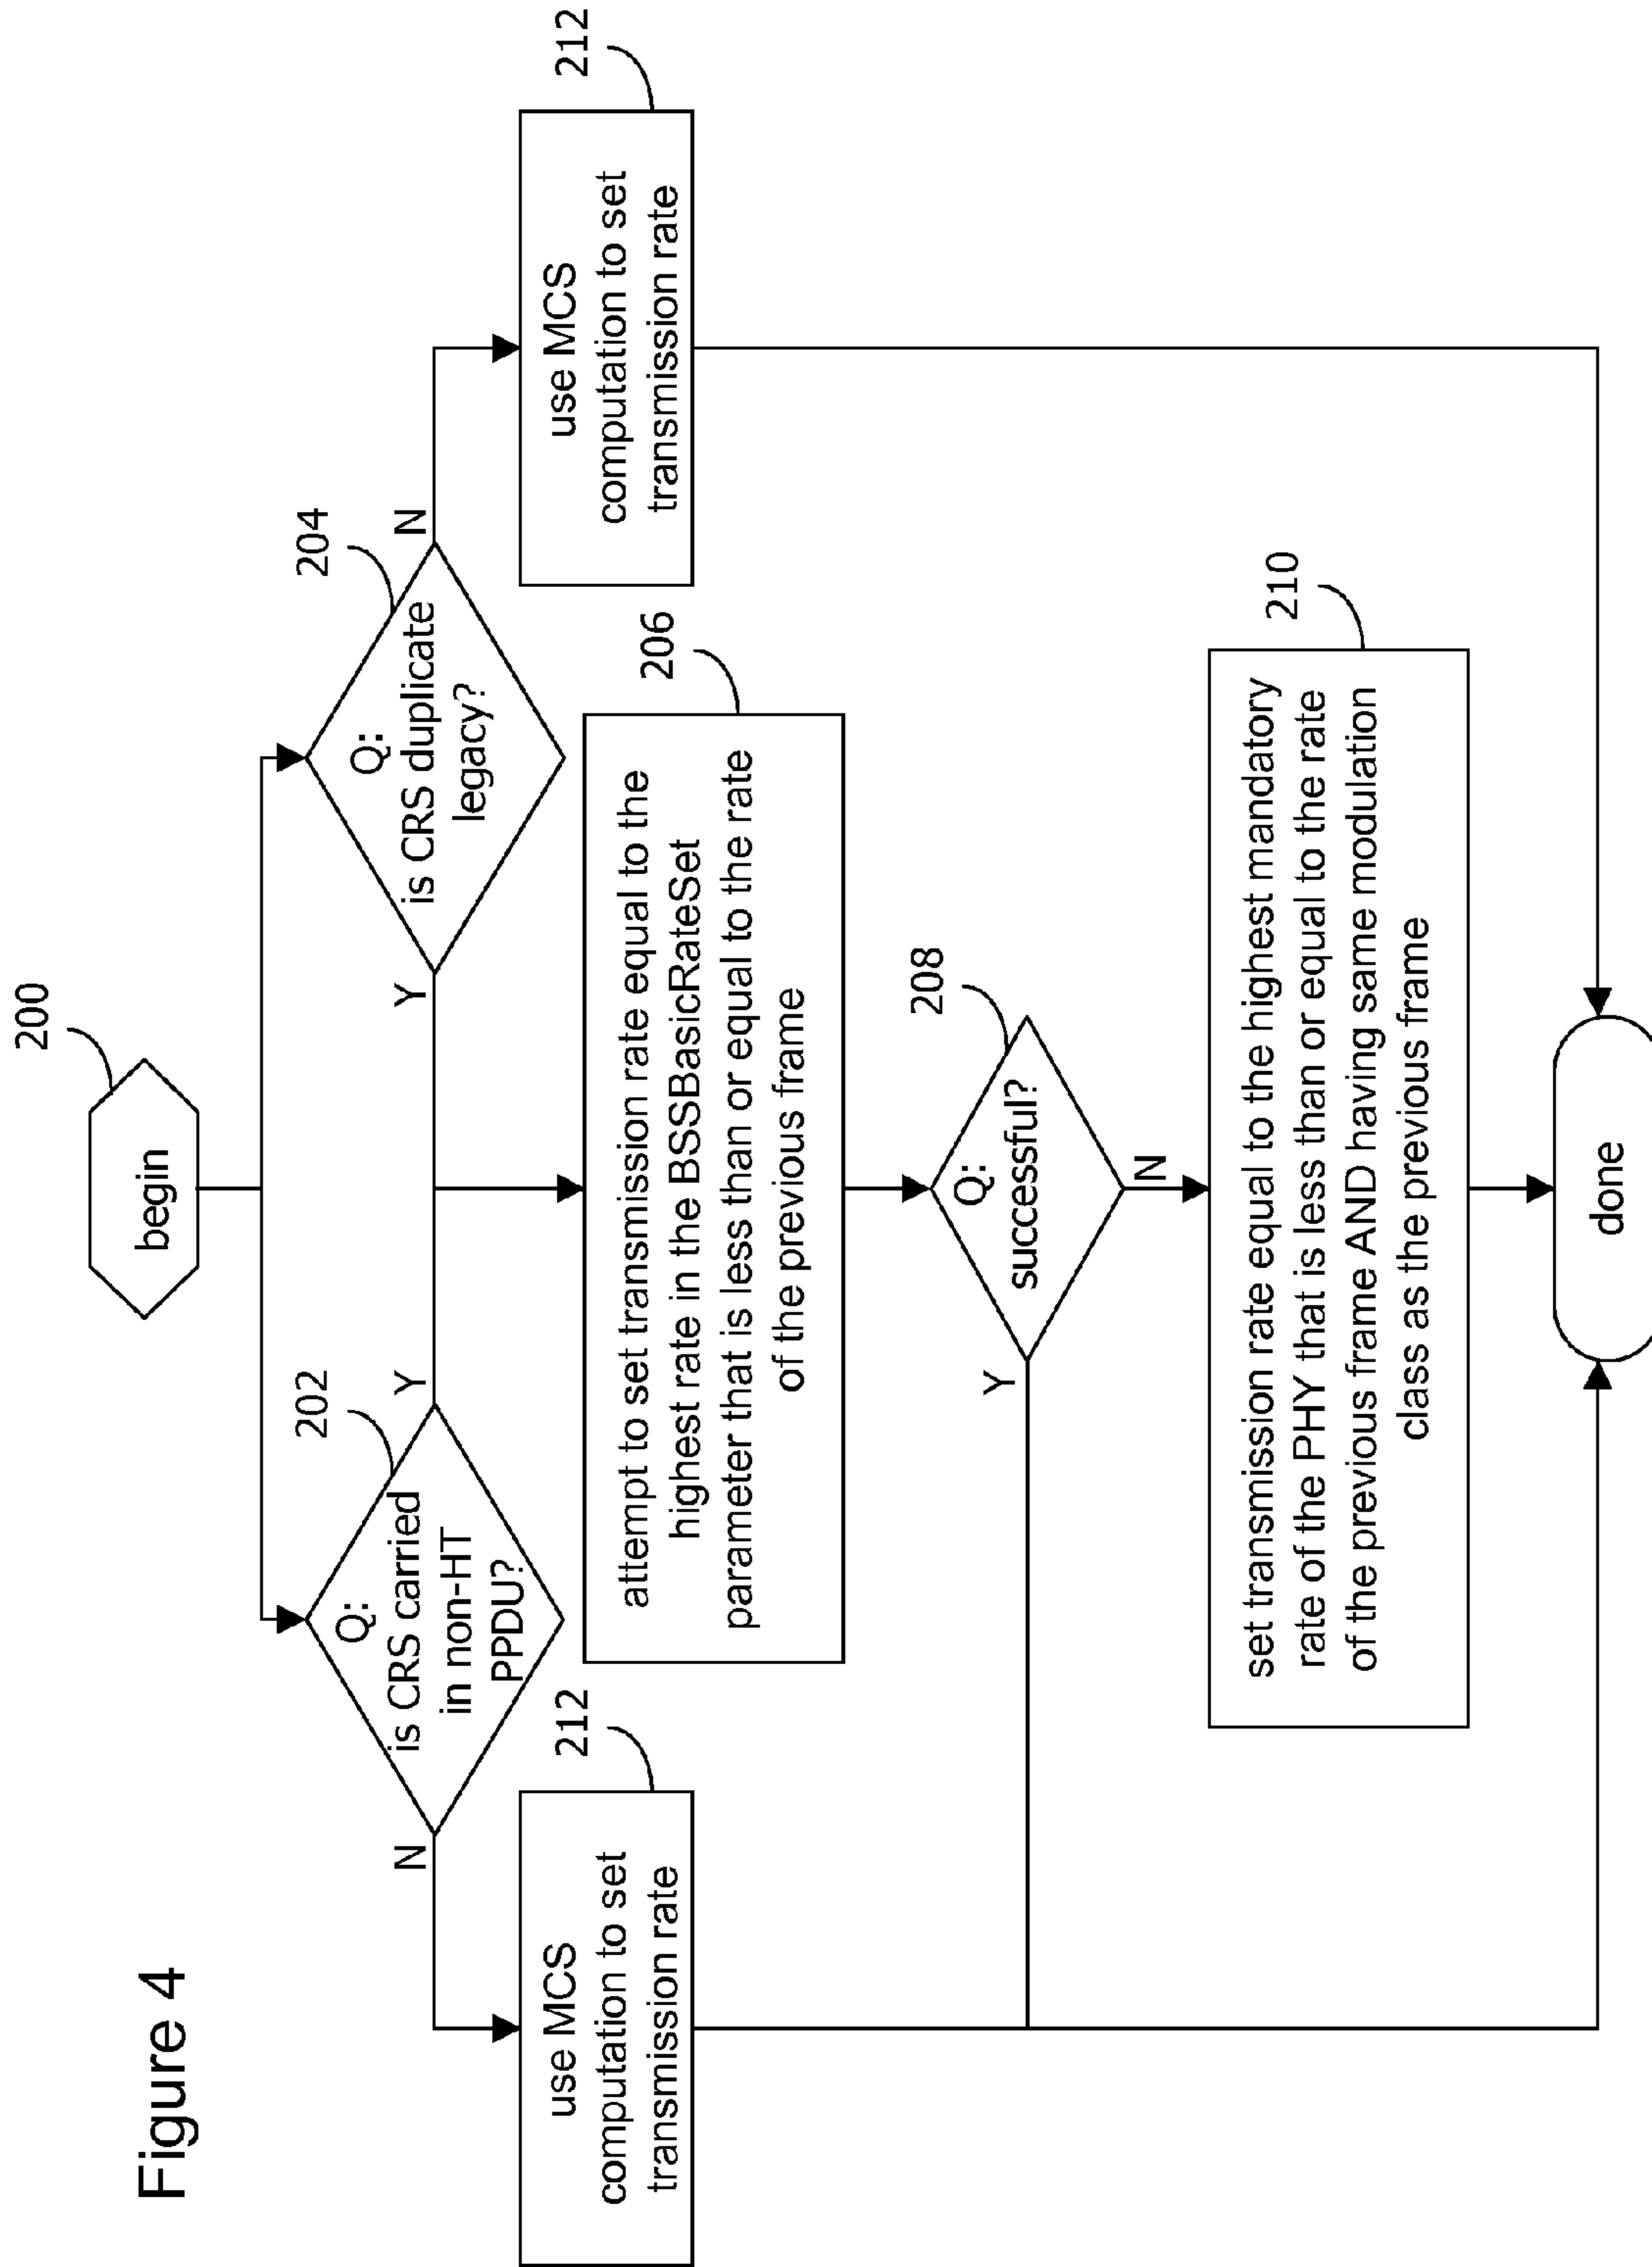 Figure 4
200
begin
202
Q:
is CRS carried
in non-HT
PPDU?
N
Y
204
Q:
is CRS duplicate
legacy?
Y
N
212
use MCS
computation to set
transmission rate
206
attempt to set transmission rate equal to the
highest rate in the BSSBasicRateSet
parameter that is less than or equal to the rate
of the previous frame
212
use MCS
computation to set
transmission rate
208
Q:
successful?
Y
N
210
set transmission rate equal to the highest mandatory
rate of the PHY that is less than or equal to the rate
of the previous frame AND having same modulation
class as the previous frame
done